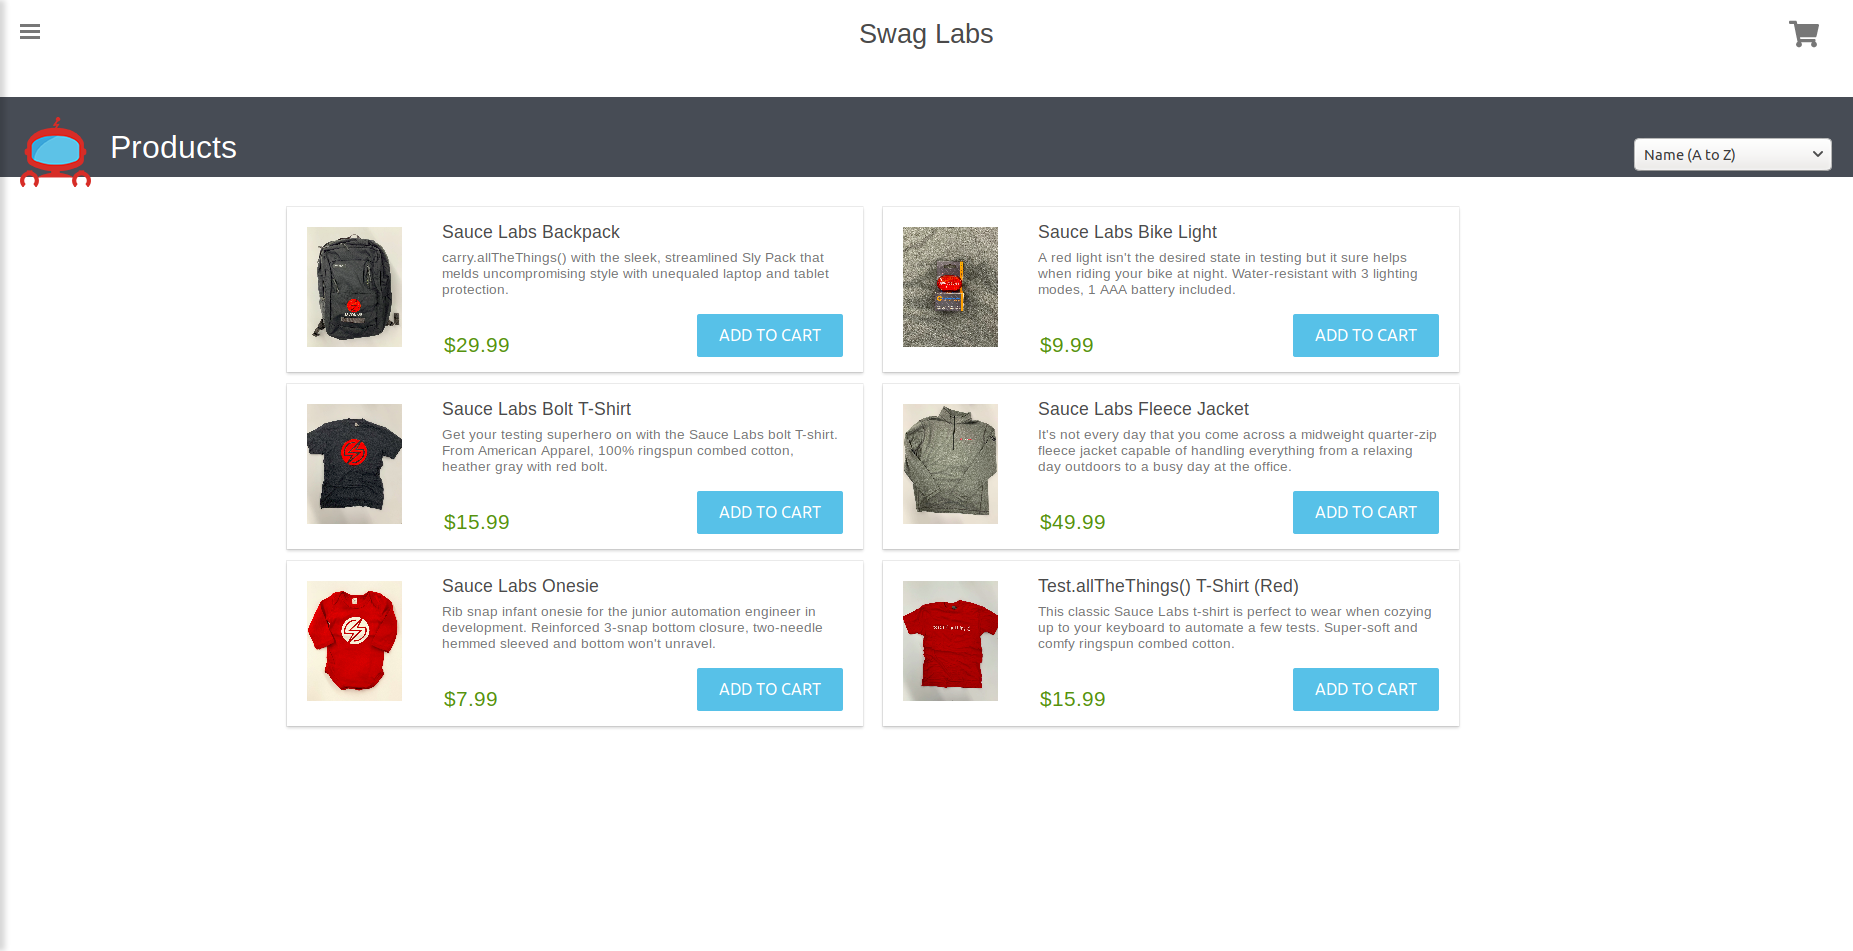 Swag Labs
Products
Name (A to Z)
Sauce Labs Backpack
carry.allTheThings() with the sleek, streamlined Sly Pack that
melds uncompromising style with unequaled laptop and tablet
protection.
$29.99
ADD TO CART
Sauce Labs Bike Light
A red light isn't the desired state in testing but it sure helps
when riding your bike at night. Water-resistant with 3 lighting
modes, 1 AAA battery included.
$9.99
ADD TO CART
Sauce Labs Bolt T-Shirt
Get your testing superhero on with the Sauce Labs bolt T-shirt.
From American Apparel, 100% ringspun combed cotton,
heather gray with red bolt.
$15.99
ADD TO CART
Sauce Labs Fleece Jacket
It's not every day that you come across a midweight quarter-zip
fleece jacket capable of handling everything from a relaxing
day outdoors to a busy day at the office.
$49.99
ADD TO CART
Sauce Labs Onesie
Rib snap infant onesie for the junior automation engineer in
development. Reinforced 3-snap bottom closure, two-needle
hemmed sleeved and bottom won't unravel.
$7.99
ADD TO CART
Test.allTheThings() T-Shirt (Red)
This classic Sauce Labs t-shirt is perfect to wear when cozying
up to your keyboard to automate a few tests. Super-soft and
comfy ringspun combed cotton.
$15.99
ADD TO CART